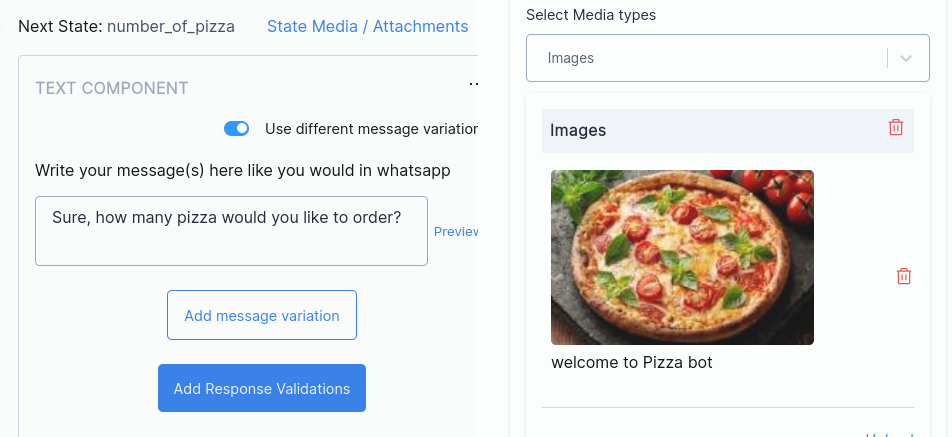 Next State: number_of_pizza
State Media / Attachments
TEXT COMPONENT
Use different message variation
Write your message(s) here like you would in whatsapp
Sure, how many pizza would you like to order?
Preview
Add message variation
Add Response Validations
Select Media types
Images
Images
welcome to Pizza bot